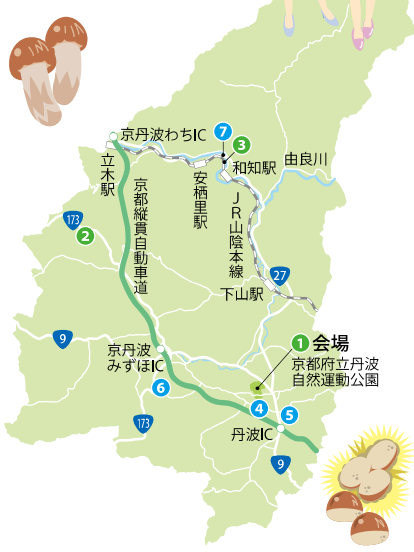 京丹波わちIC
7
3
立木駅
安栖里駅
和知駅
由良川
173
2
京都縦貫自動車道
JR山陰本線
27
下山駅
9
京丹波
みずほIC
1 会場
京都府立丹波
自然運動公園
6
4
5
173
丹波IC
9